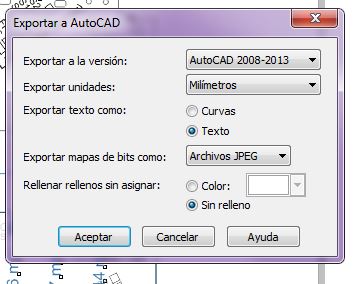 Exportar a AutoCAD
Exportar a la versión: AutoCAD 2008-2013
Exportar unidades: Milímetros
Exportar texto como: Curvas
Texto
Exportar mapas de bits como: Archivos JPEG
Rellenar rellenos sin asignar: Color:
Sin relleno
Aceptar Cancelar Ayuda